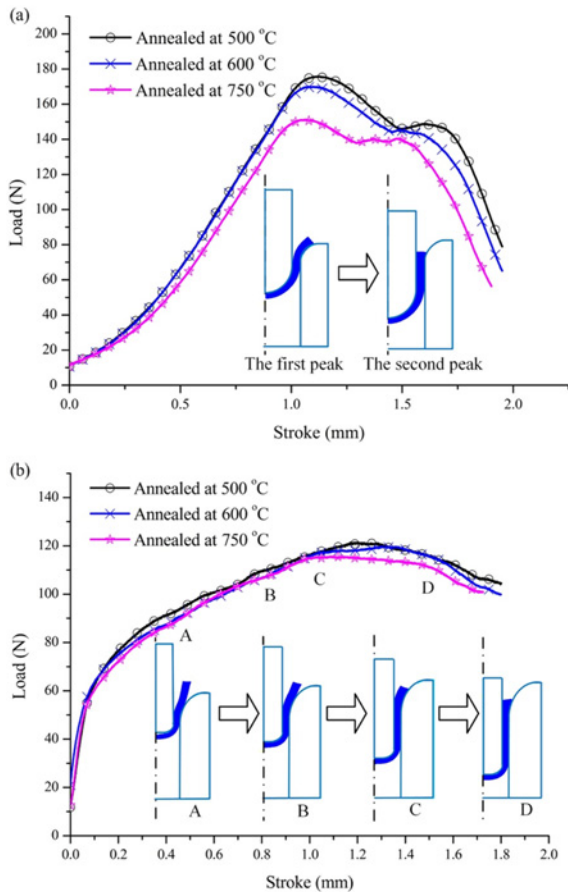 (a)
200
180
160
140
120
100
80
60
40
20
0
Load (N)
Annealed at 500 °C
Annealed at 600 °C
Annealed at 750 °C
The first peak
The second peak
0.0 0.5 1.0 1.5 2.0
Stroke (mm)
(b)
140
120
100
80
60
40
20
0
Load (N)
Annealed at 500 °C
Annealed at 600 °C
Annealed at 750 °C
A
B
C
D
A B C D
0.0 0.2 0.4 0.6 0.8 1.0 1.2 1.4 1.6 1.8 2.0
Stroke (mm)